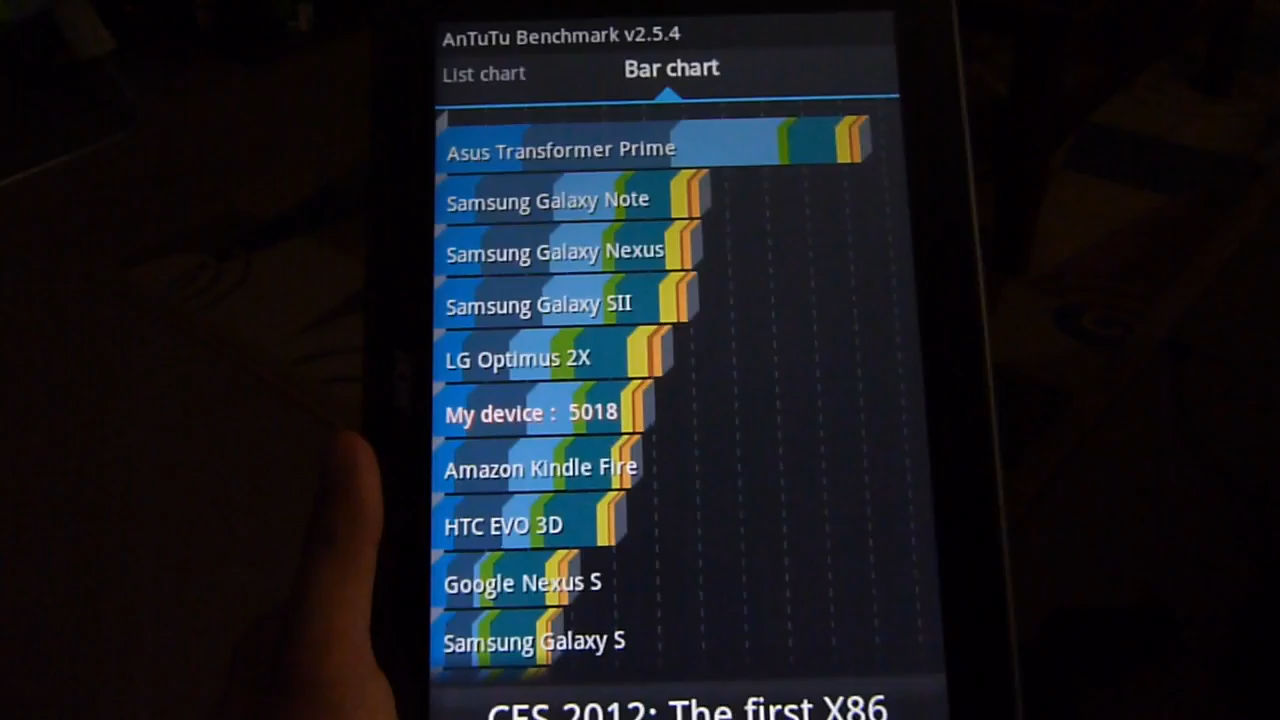 AnTuTu Benchmark v2.5.4
List chart Bar chart
Asus Transformer Prime
Samsung Galaxy Note
Samsung Galaxy Nexus
Samsung Galaxy SII
LG Optimus 2X
My device : 5018
Amazon Kindle Fire
HTC EVO 3D
Google Nexus S
Samsung Galaxy S
CES 2012: The first X86